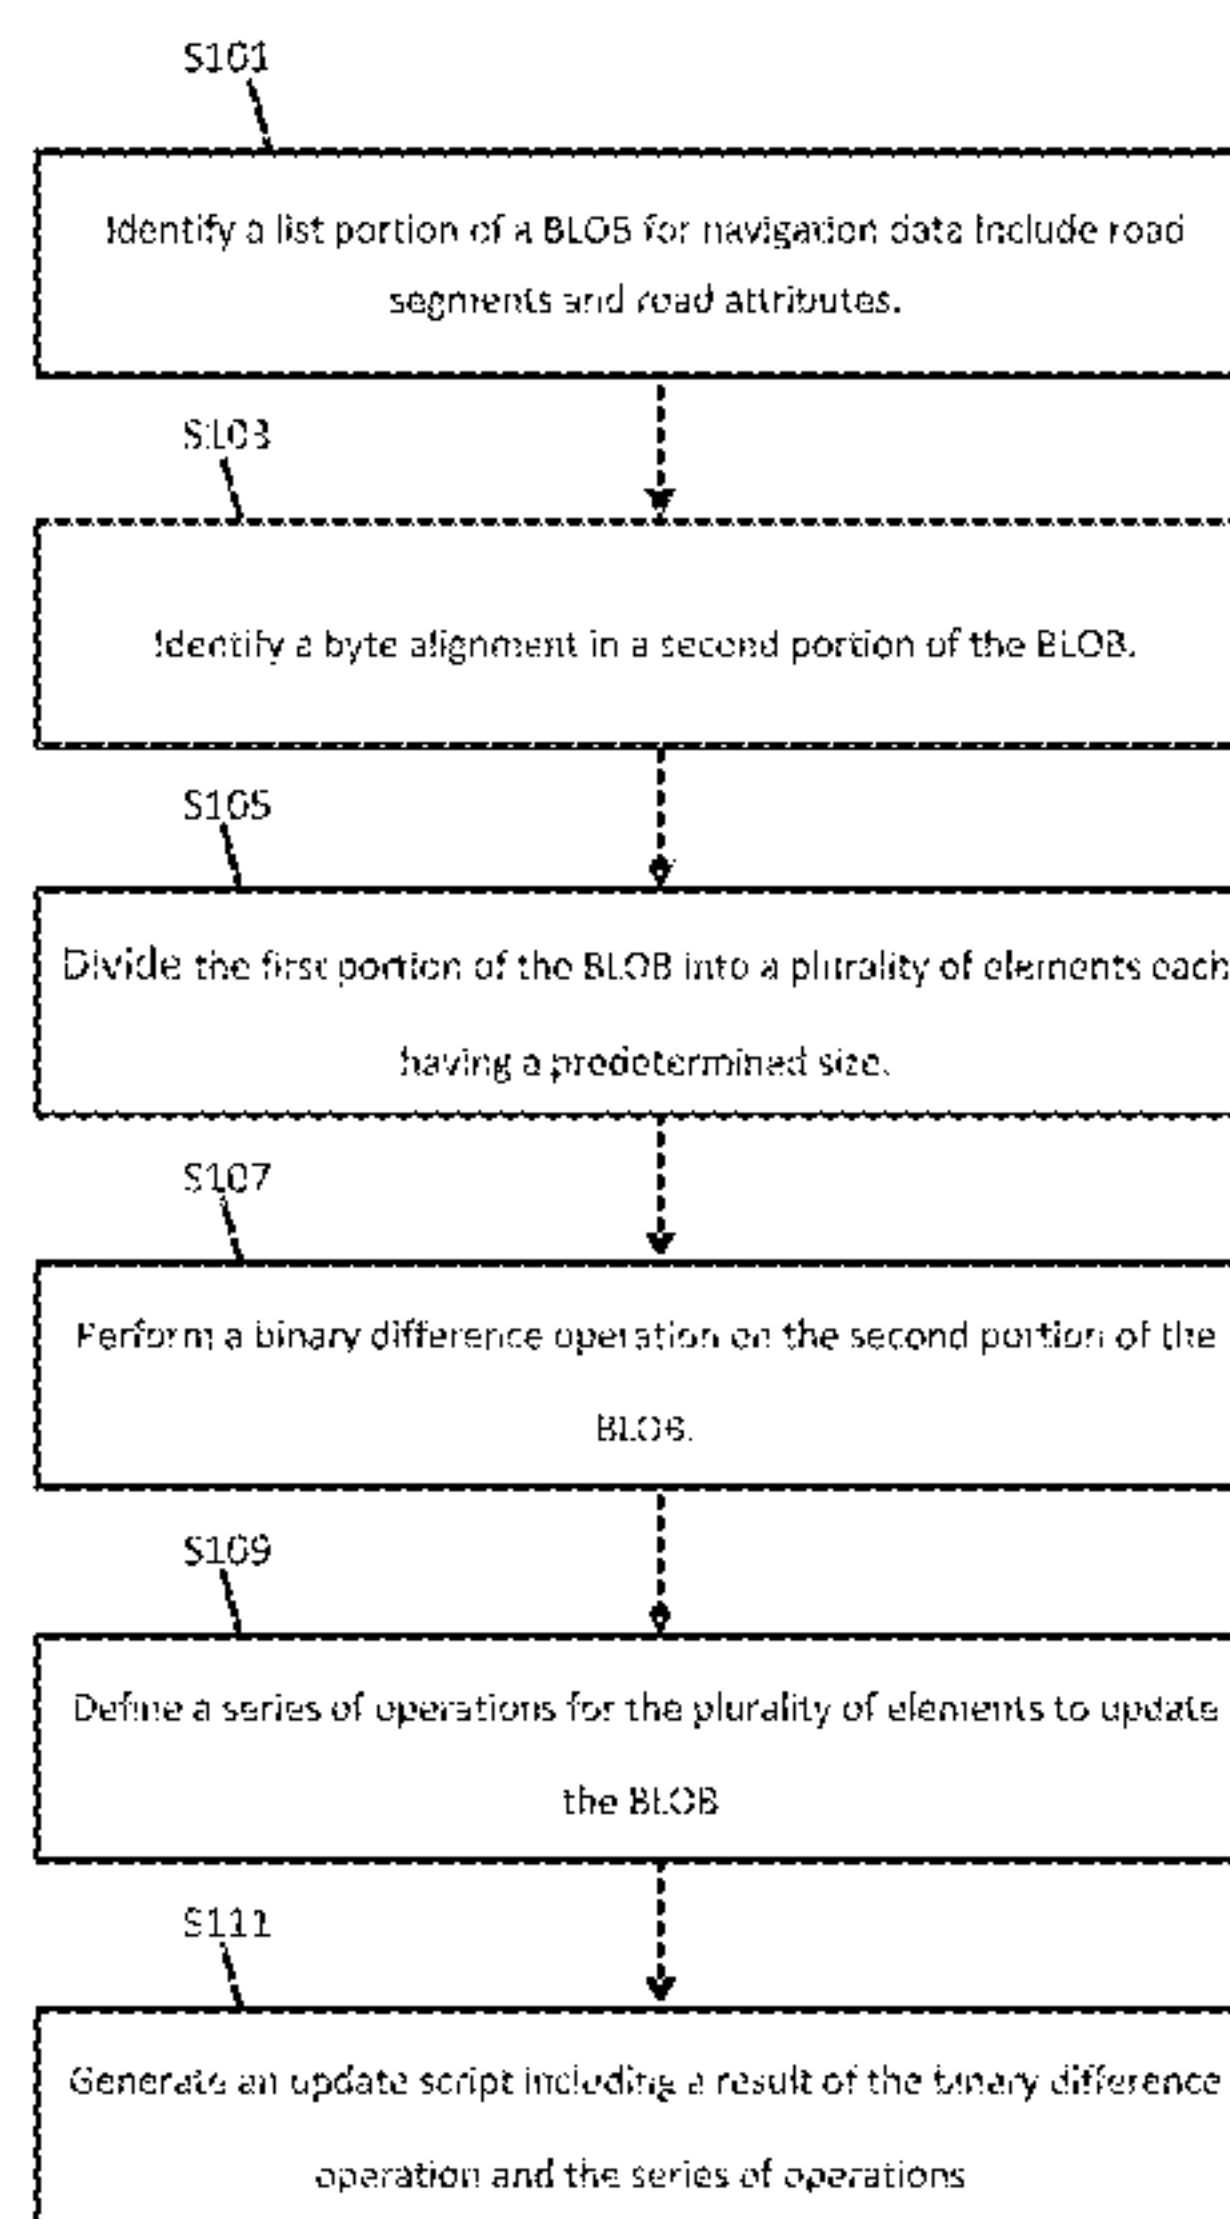 S101
Identify a list portion of a BLOB for navigation data include road
segments and road attributes.
S103
Identify a byte alignment in a second portion of the BLOB.
S105
Divide the first portion of the BLOB into a plurality of elements each
having a predetermined size.
S107
Perform a binary difference operation on the second portion of the
BLOB.
S109
Define a series of operations for the plurality of elements to update
the BLOB
S111
Generate an update script including a result of the binary difference
operation and the series of operations